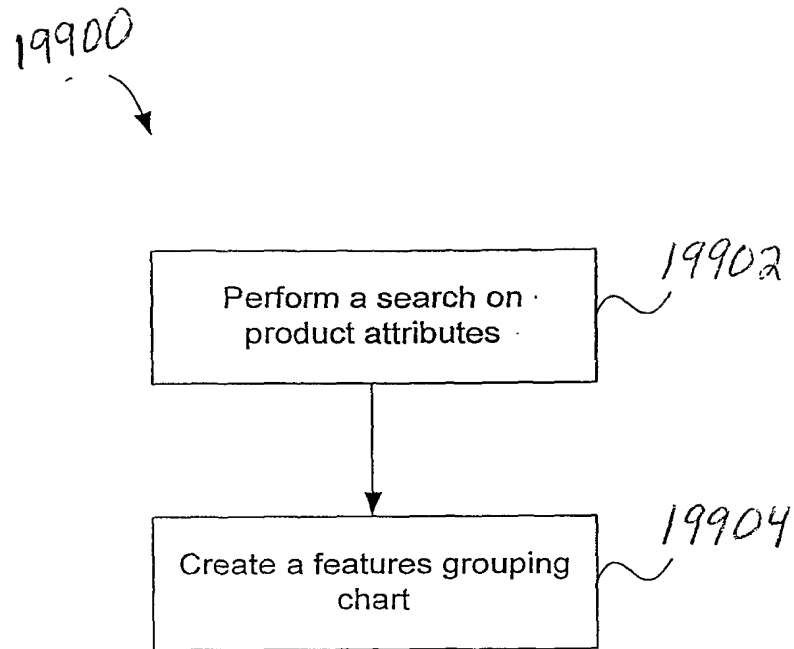 19900
Perform a search on
product attributes
19902
Create a features grouping
chart
19904